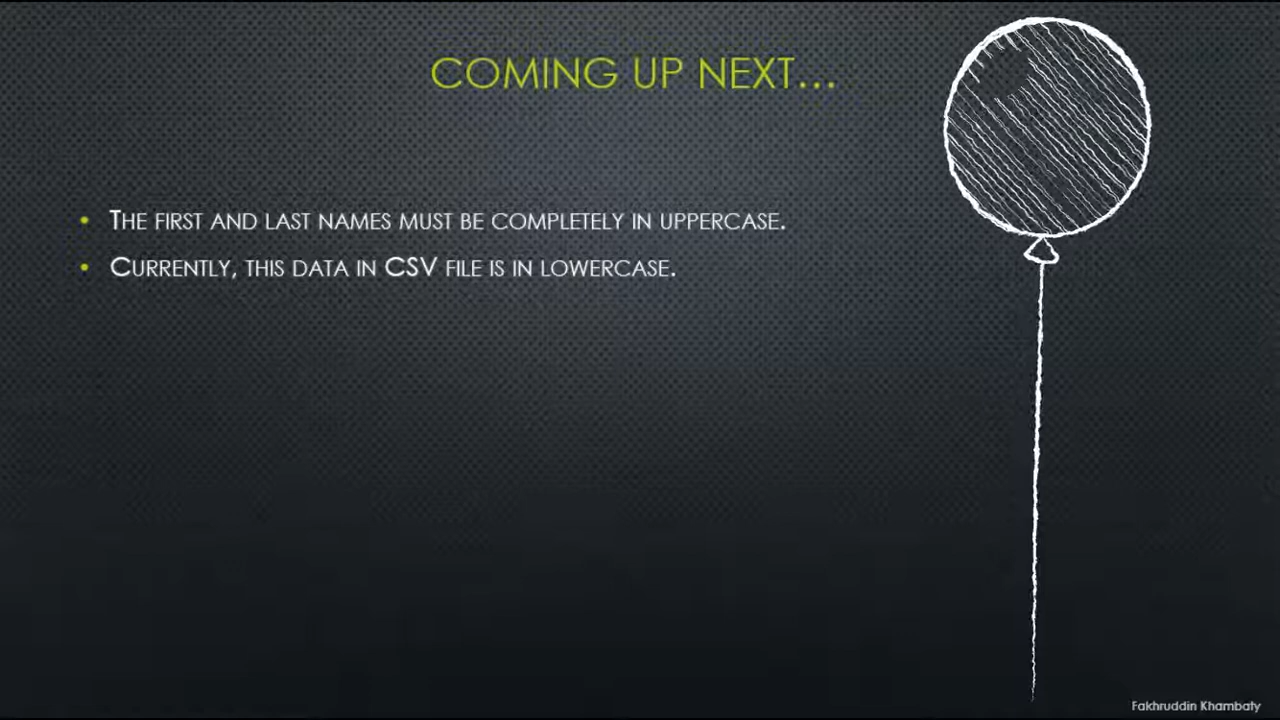 COMING UP NEXT...
• THE FIRST AND LAST NAMES MUST BE COMPLETELY IN UPPERCASE.
• CURRENTLY, THIS DATA IN CSV FILE IS IN LOWERCASE.
Fakhruddin Khambaty